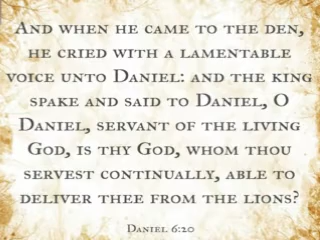 And when he came to the den,
he cried with a lamentable
voice unto Daniel: and the king
spake and said to Daniel, O
Daniel, servant of the living
God, is thy God, whom thou
servest continually, able to
deliver thee from the lions?
Daniel 6:20